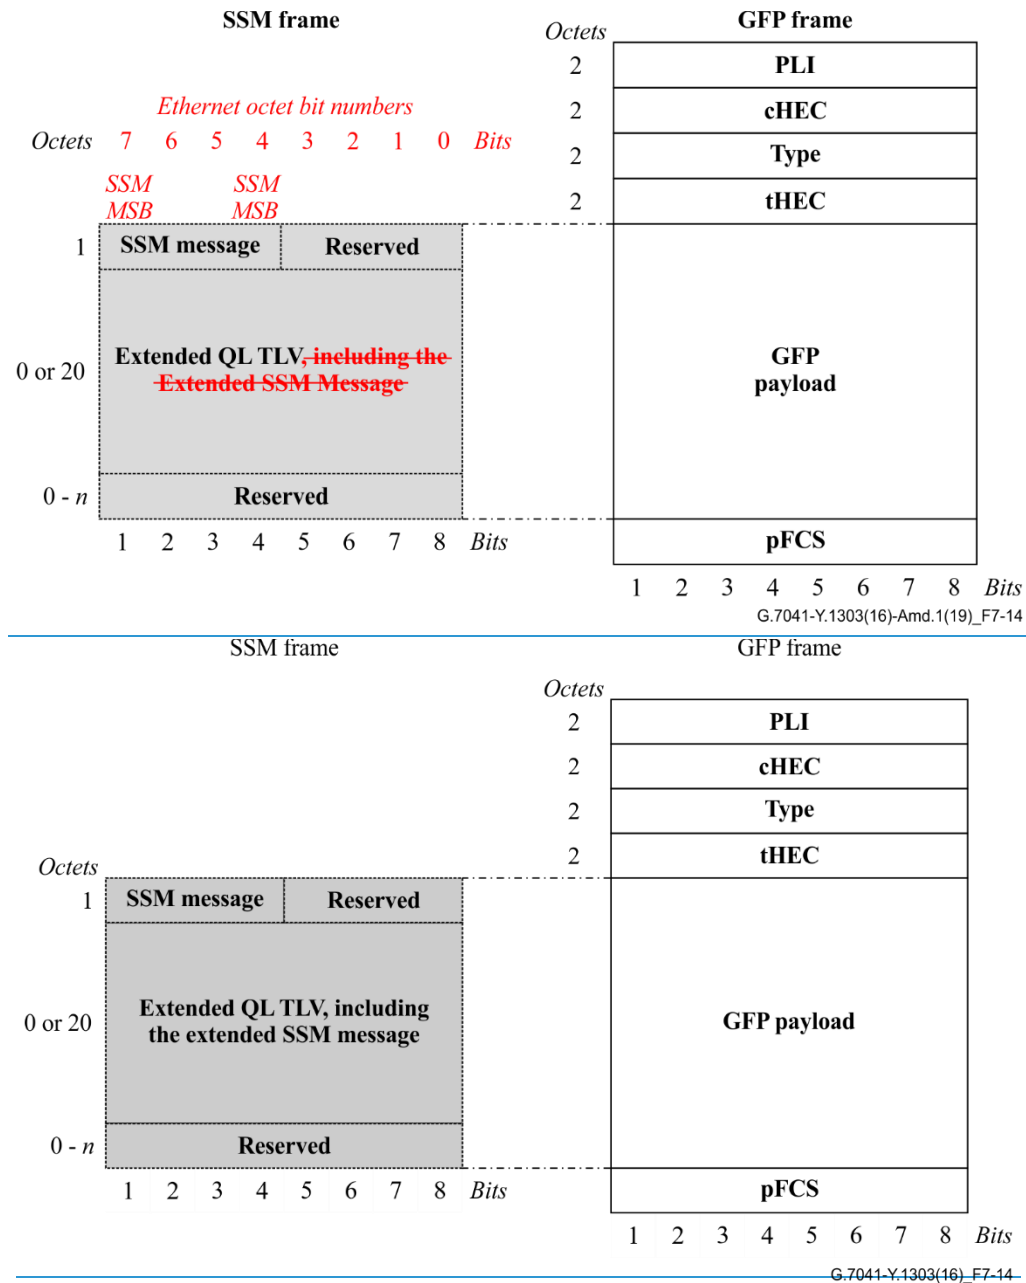 SSM frame
GFP frame
Octets
2 PLI
2 cHEC
2 Type
2 tHEC
Ethernet octet bit numbers
Octets 7 6 5 4 3 2 1 0 Bits
SSM SSM
MSB MSB
1 SSM message Reserved
0 or 20
Extended QL TLV, including the
Extended SSM Message
GFP
payload
0 - n Reserved
pFCS
1 2 3 4 5 6 7 8 Bits
1 2 3 4 5 6 7 8 Bits
G.7041-Y.1303(16)-Amd.1(19)_F7-14
SSM frame
GFP frame
Octets
2 PLI
2 cHEC
2 Type
2 tHEC
Octets
1 SSM message Reserved
0 or 20
Extended QL TLV, including
the extended SSM message
GFP payload
0 - n Reserved
pFCS
1 2 3 4 5 6 7 8 Bits
1 2 3 4 5 6 7 8 Bits
G.7041-Y.1303(16)_F7-14